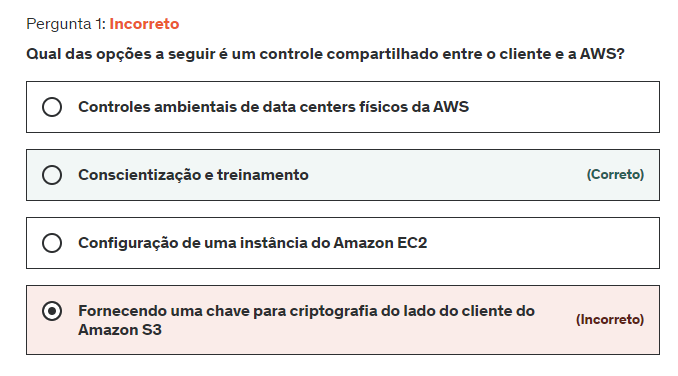 Pergunta 1: Incorreto
Qual das opções a seguir é um controle compartilhado entre o cliente e a AWS?
Controles ambientais de data centers físicos da AWS
Conscientização e treinamento (Correto)
Configuração de uma instância do Amazon EC2
Fornecendo uma chave para criptografia do lado do cliente do
Amazon S3 (Incorreto)